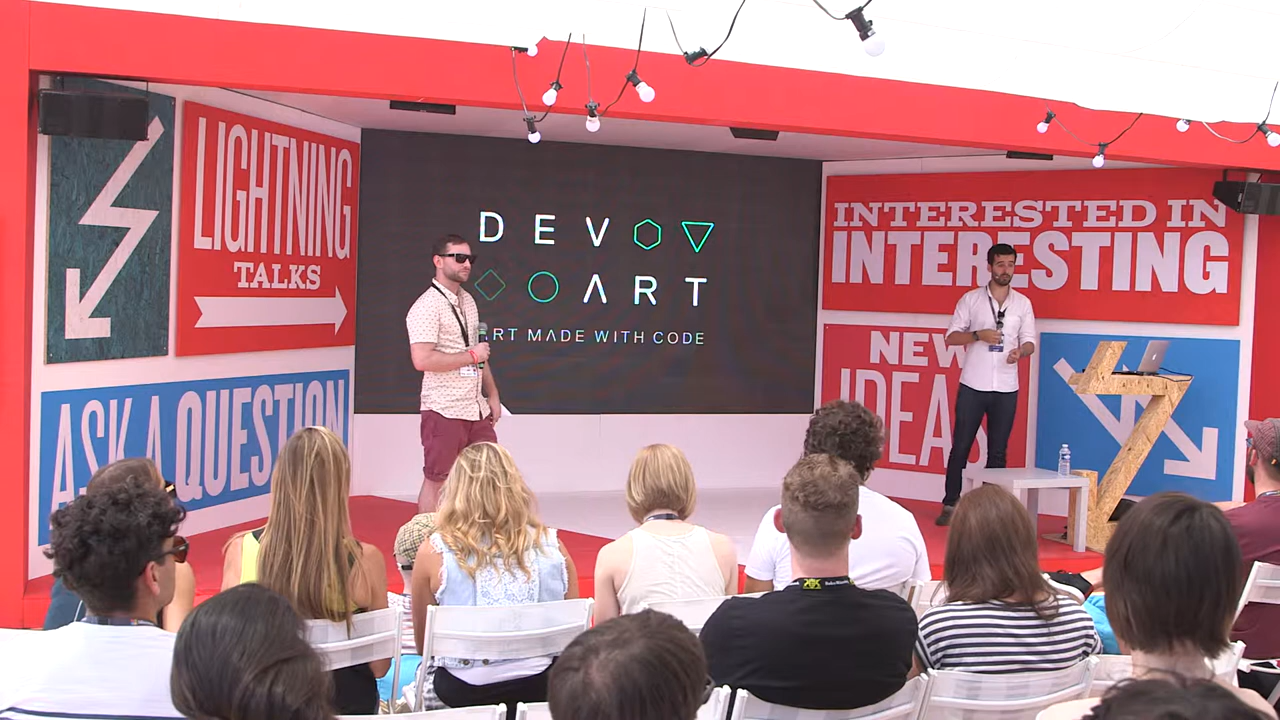 LIGHTNING
TALKS
ASK A QUESTION
DEV
ART
RT MADE WITH CODE
INTERESTED IN
INTERESTING
NEW
IDEAS